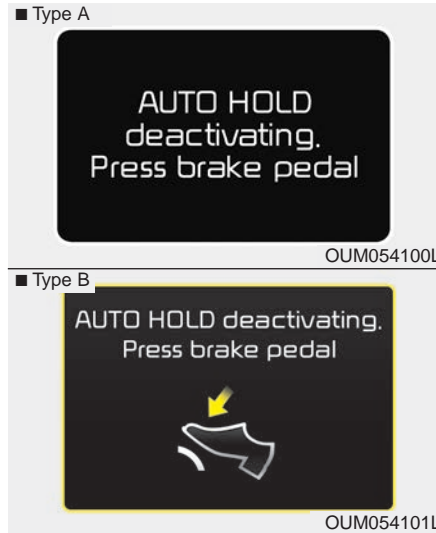 ■ Type A
AUTO HOLD
deactivating.
Press brake pedal
OUM054100L
■ Type B
AUTO HOLD deactivating.
Press brake pedal
OUM054101L